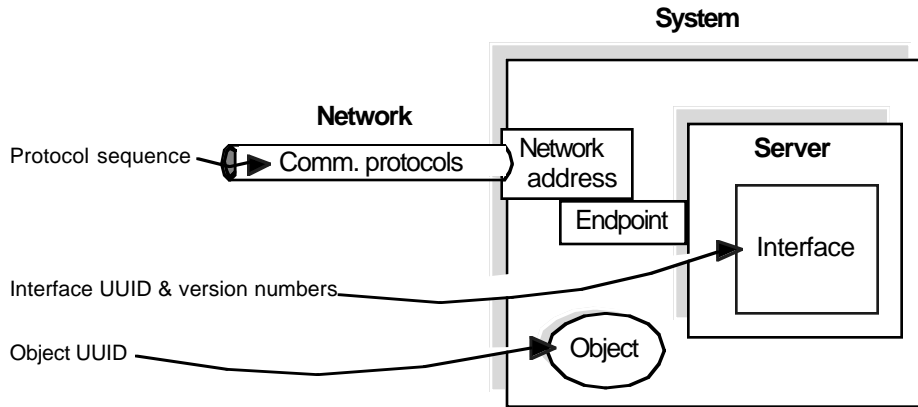 System
Network
Protocol sequence
Comm. protocols
Network
address
Server
Endpoint
Interface
Interface UUID & version numbers
Object UUID
Object